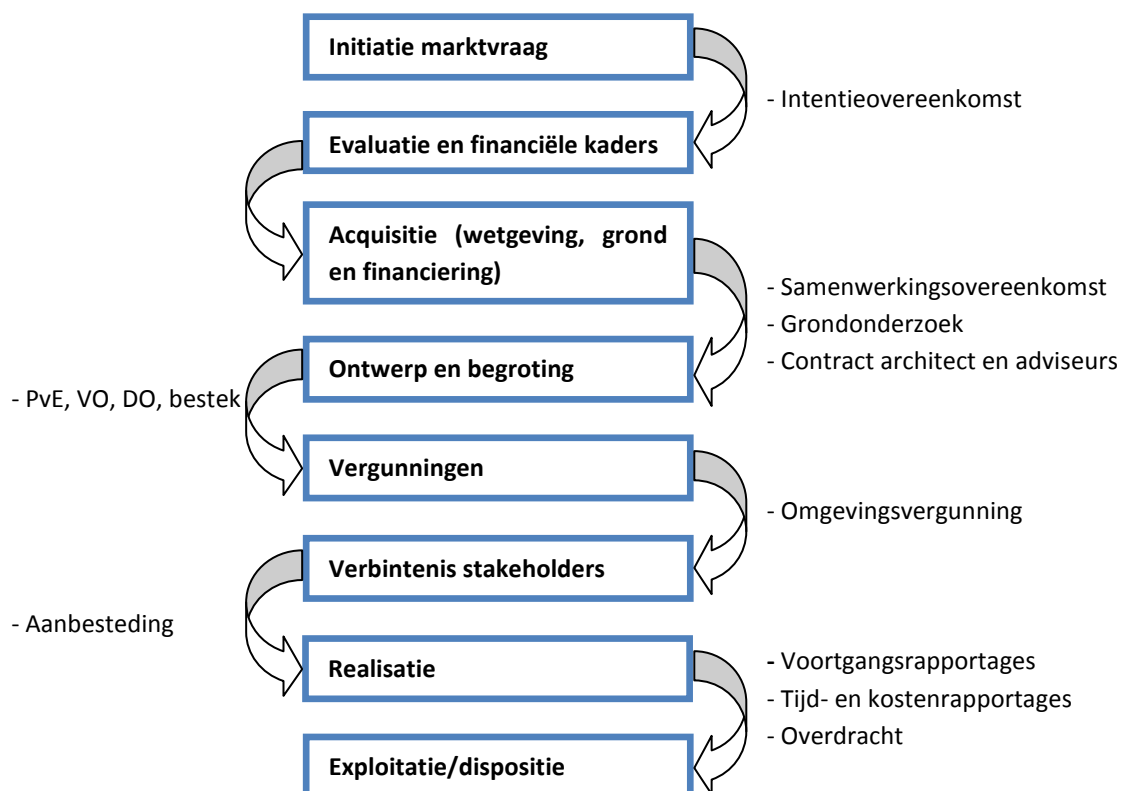 Initiatie marktvraag
- Intentieovereenkomst
Evaluatie en financiële kaders
Acquisitie (wetgeving, grond
en financiering)
- Samenwerkingsovereenkomst
- Grondonderzoek
- Contract architect en adviseurs
Ontwerp en begroting
- PvE, VO, DO, bestek
Vergunningen
- Omgevingsvergunning
Verbintenis stakeholders
- Aanbesteding
Realisatie
- Voortgangsrapportages
- Tijd- en kostenrapportages
- Overdracht
Exploitatie/dispositie